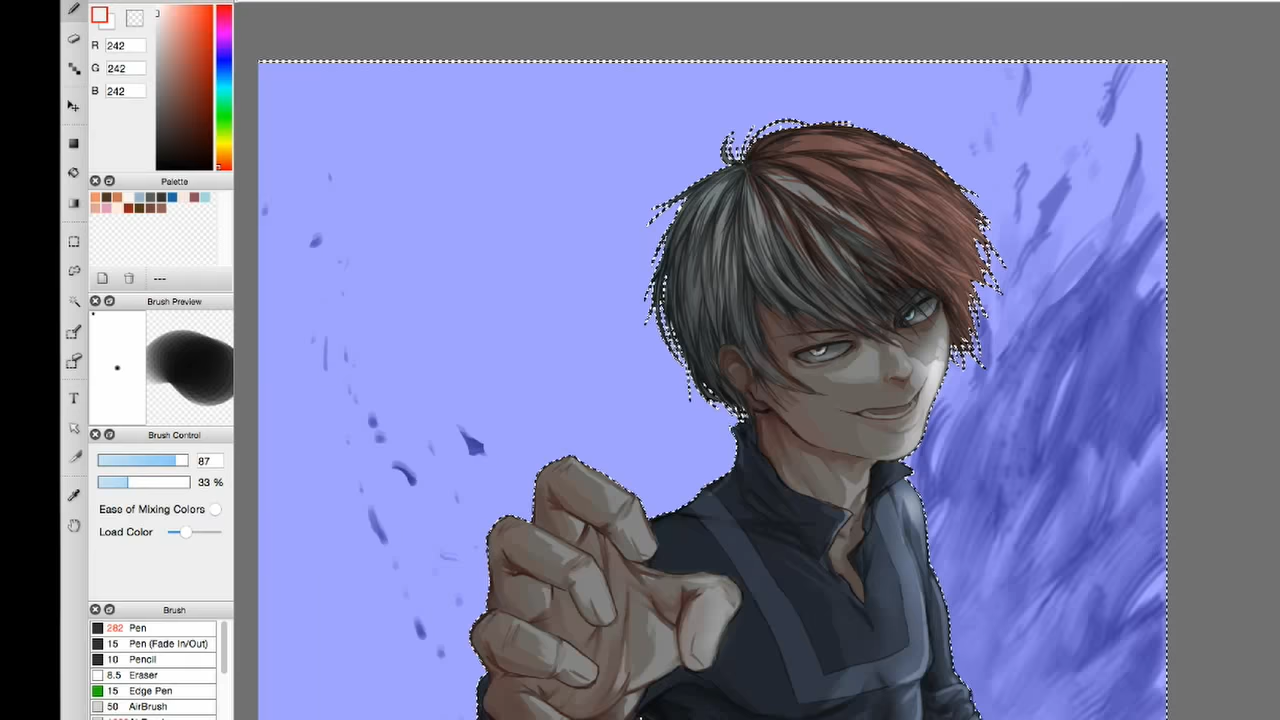 R 242
G 242
B 242
Palette
---
Brush Preview
Brush Control
87
33 %
Ease of Mixing Colors
Load Color
Brush
282 Pen
15 Pen (Fade In/Out)
10 Pencil
8.5 Eraser
15 Edge Pen
50 AirBrush